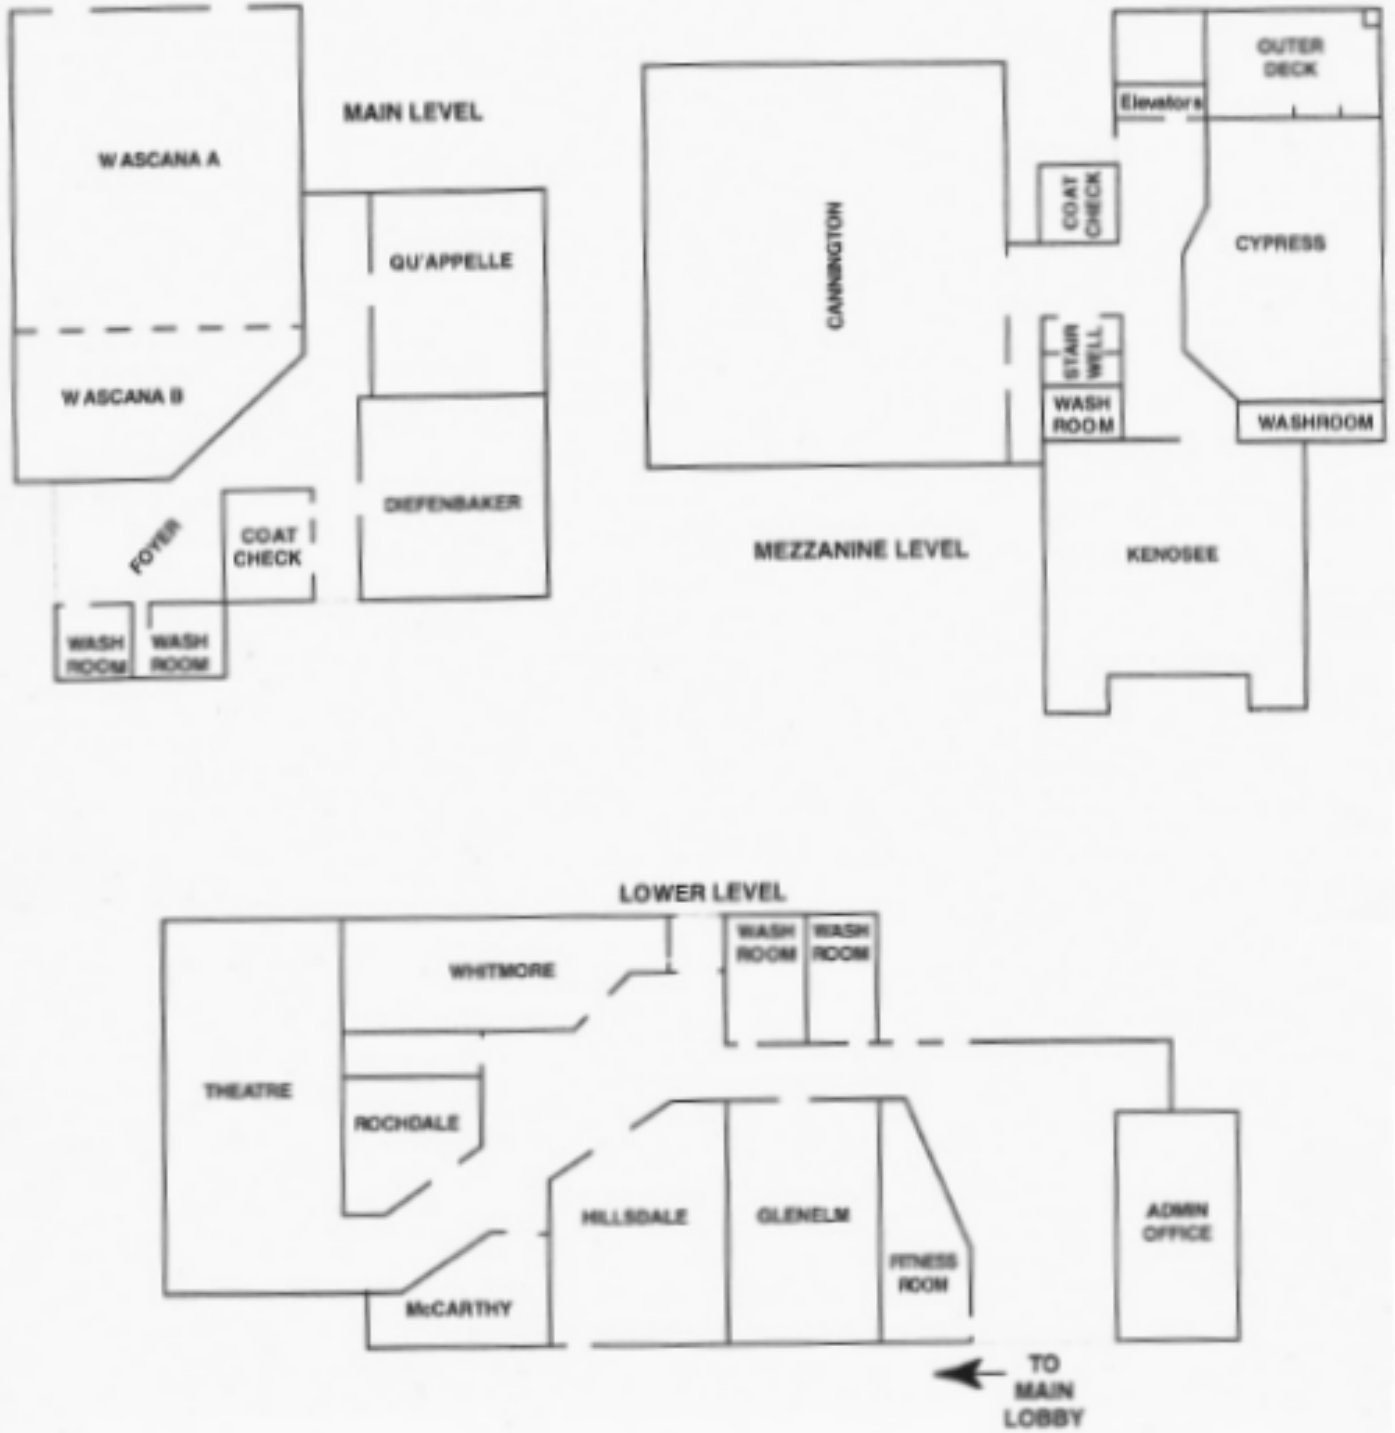 MAIN LEVEL
WASCANA A
QU'APPELLE
WASCANA B
DIEFENBAKER
FOYER
COAT
CHECK
WASH
ROOM
WASH
ROOM
OUTER
DECK
Elevators
COAT
CHECK
CYPRESS
CANNINGTON
STAIR
WELL
WASH
ROOM
WASHROOM
MEZZANINE LEVEL
KENOSEE
LOWER LEVEL
WASH
ROOM
WASH
ROOM
WHITMORE
THEATRE
ROCHDALE
HILLSDALE
GLENELM
ADMIN
OFFICE
FITNESS
ROOM
McCARTHY
TO
MAIN
LOBBY